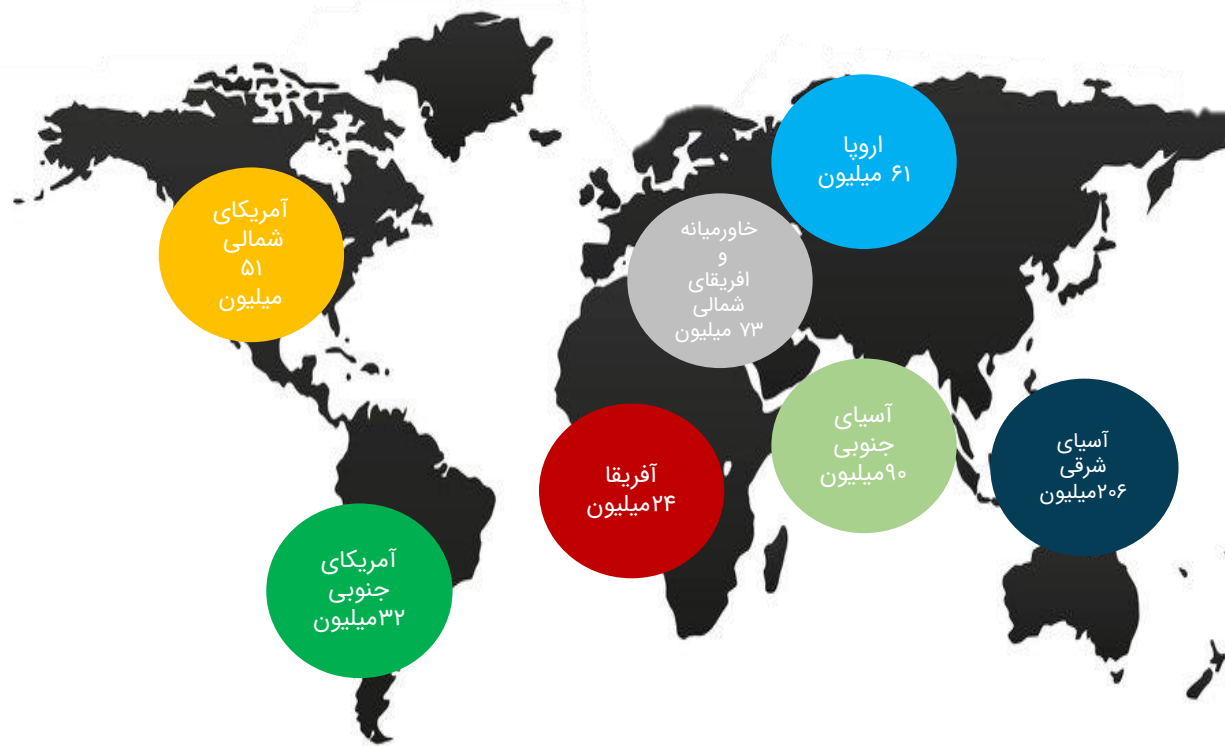 اروپا
۶۱ میلیون
آمریکای
شمالی
۵۱
میلیون
خاورمیانه
و
افریقای
شمالی
۷۳ میلیون
آسیای
جنوبی
۹۰میلیون
آسیای
شرقی
۲۰۶میلیون
آفریقا
۲۴میلیون
آمریکای
جنوبی
۳۲میلیون